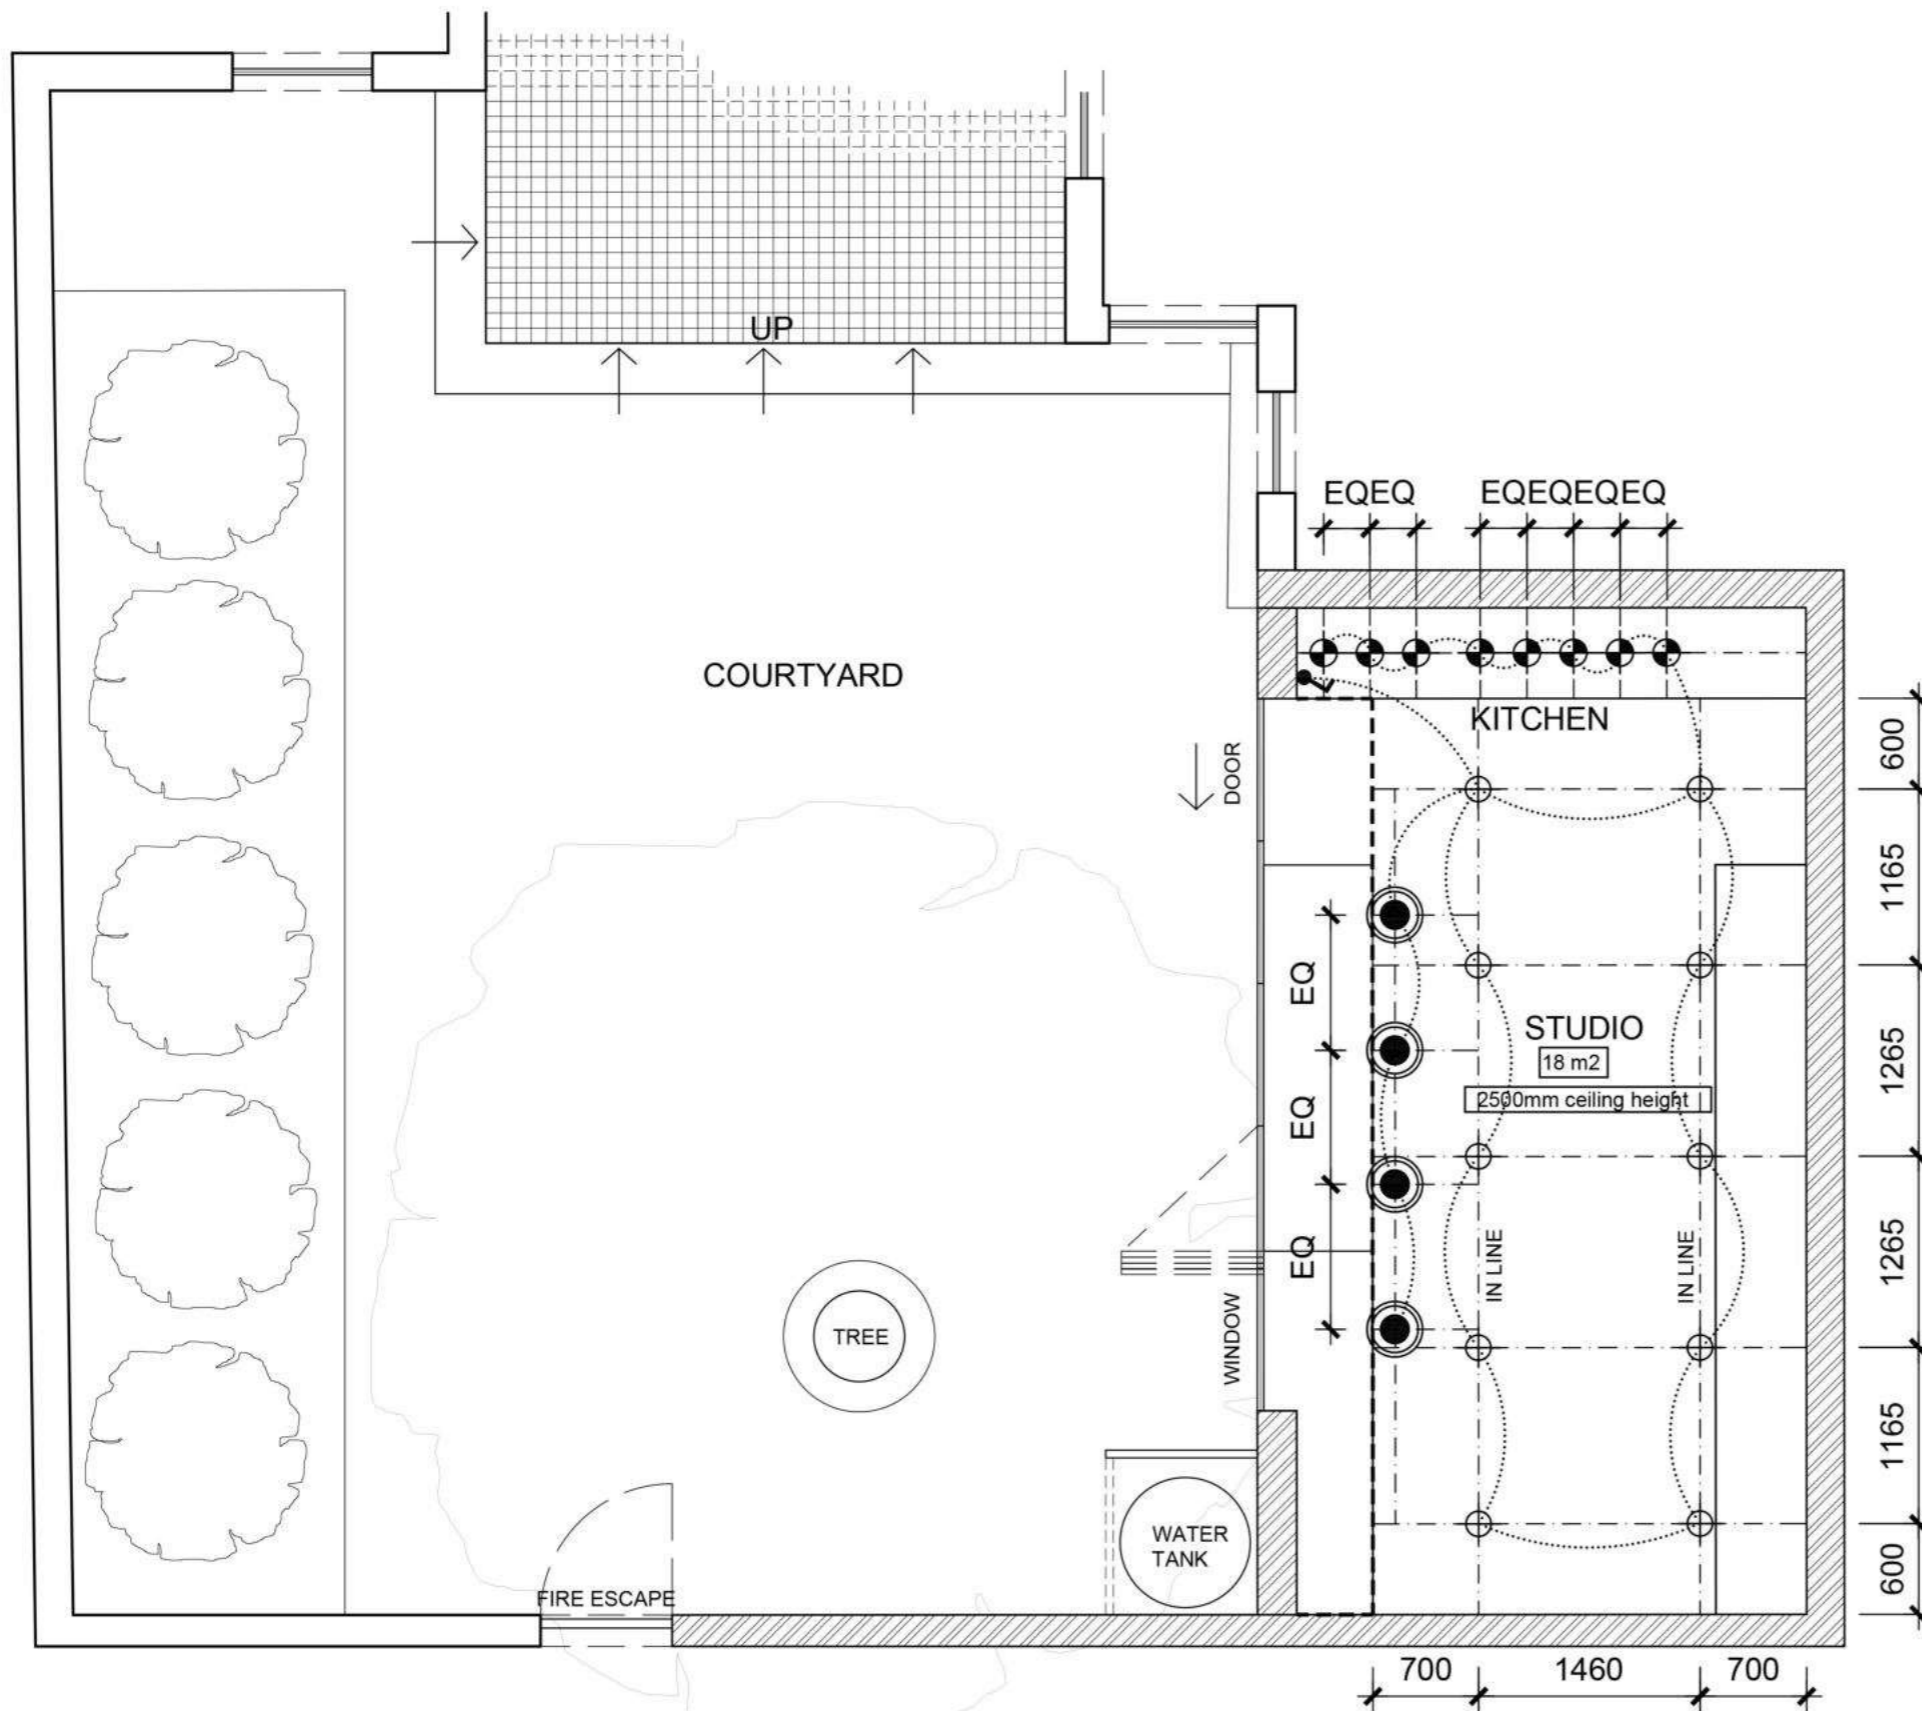 UP
EQEQ EQEQEQEQ
COURTYARD
DOOR
KITCHEN
600
1165
EQ
STUDIO
18 m2
2500mm ceiling height
1265
EQ
EQ
IN LINE
IN LINE
1265
WINDOW
TREE
1165
WATER
TANK
FIRE ESCAPE
600
700 1460 700